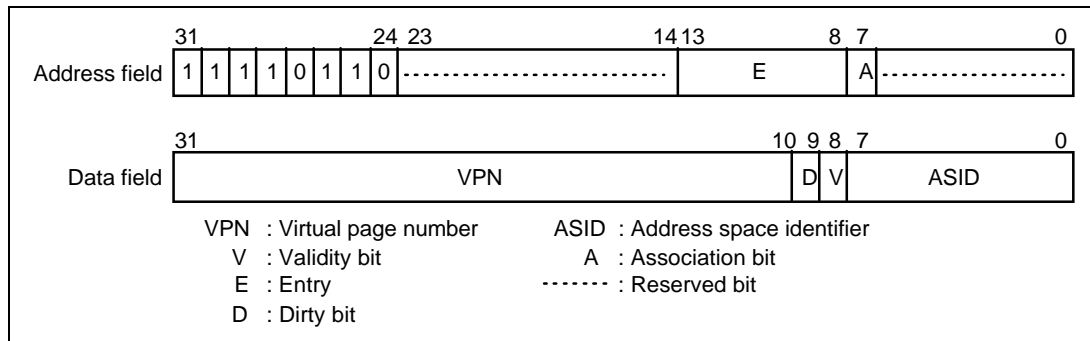 31 24 23 14 13 8 7 0
Address field 1 1 1 1 0 1 1 0 E A
31 10 9 8 7 0
Data field VPN D V ASID
VPN : Virtual page number ASID : Address space identifier
V : Validity bit A : Association bit
E : Entry ------- : Reserved bit
D : Dirty bit